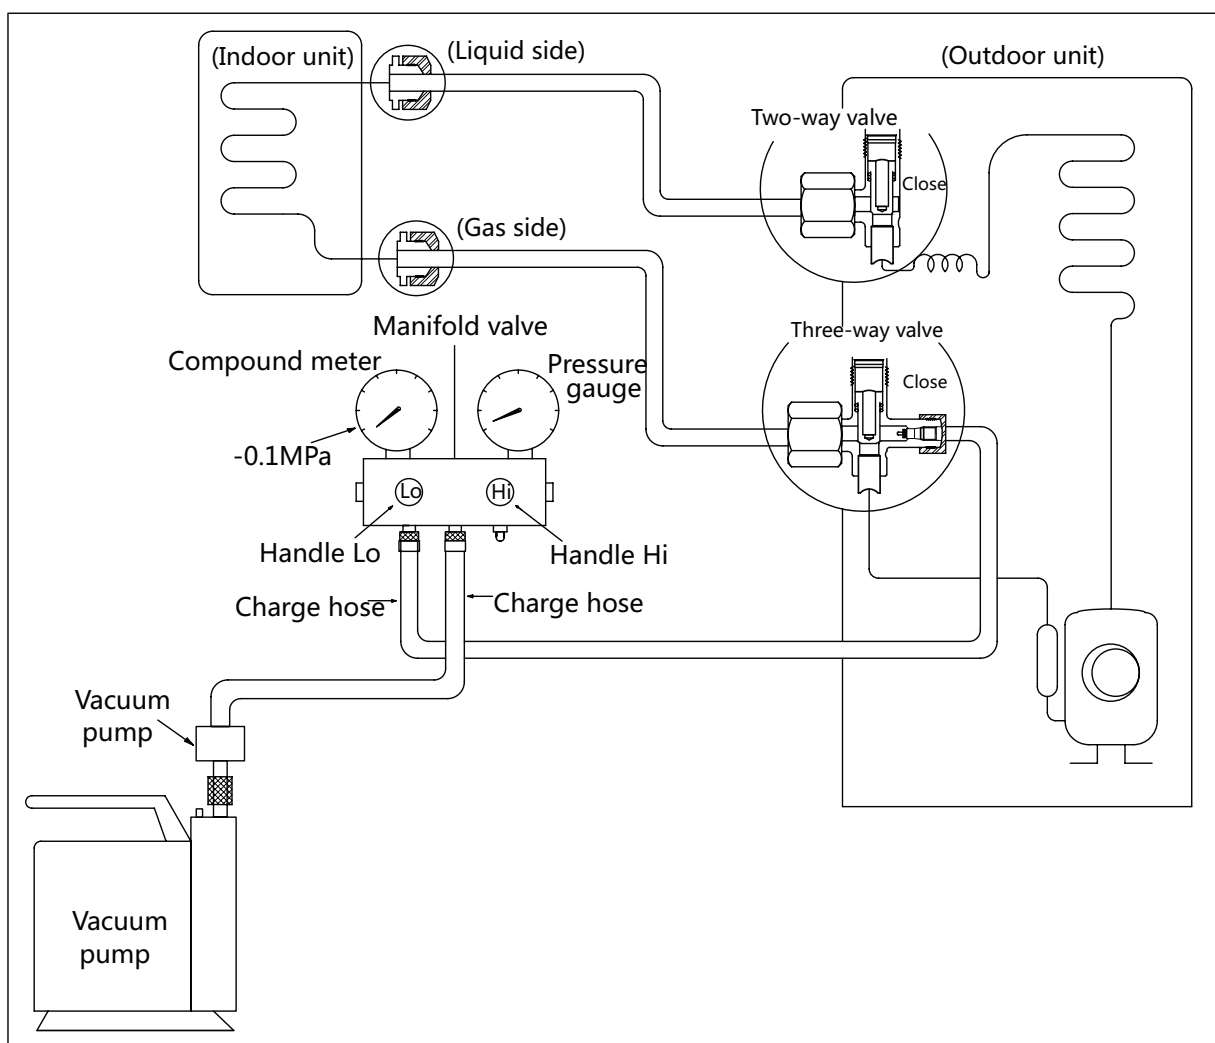 (Indoor unit)
(Liquid side)
(Outdoor unit)
Two-way valve
Close
(Gas side)
Manifold valve
Three-way valve
Compound meter
Pressure
gauge
Close
-0.1MPa
Lo
Hi
Handle Lo
Handle Hi
Charge hose
Charge hose
Vacuum
pump
Vacuum
pump